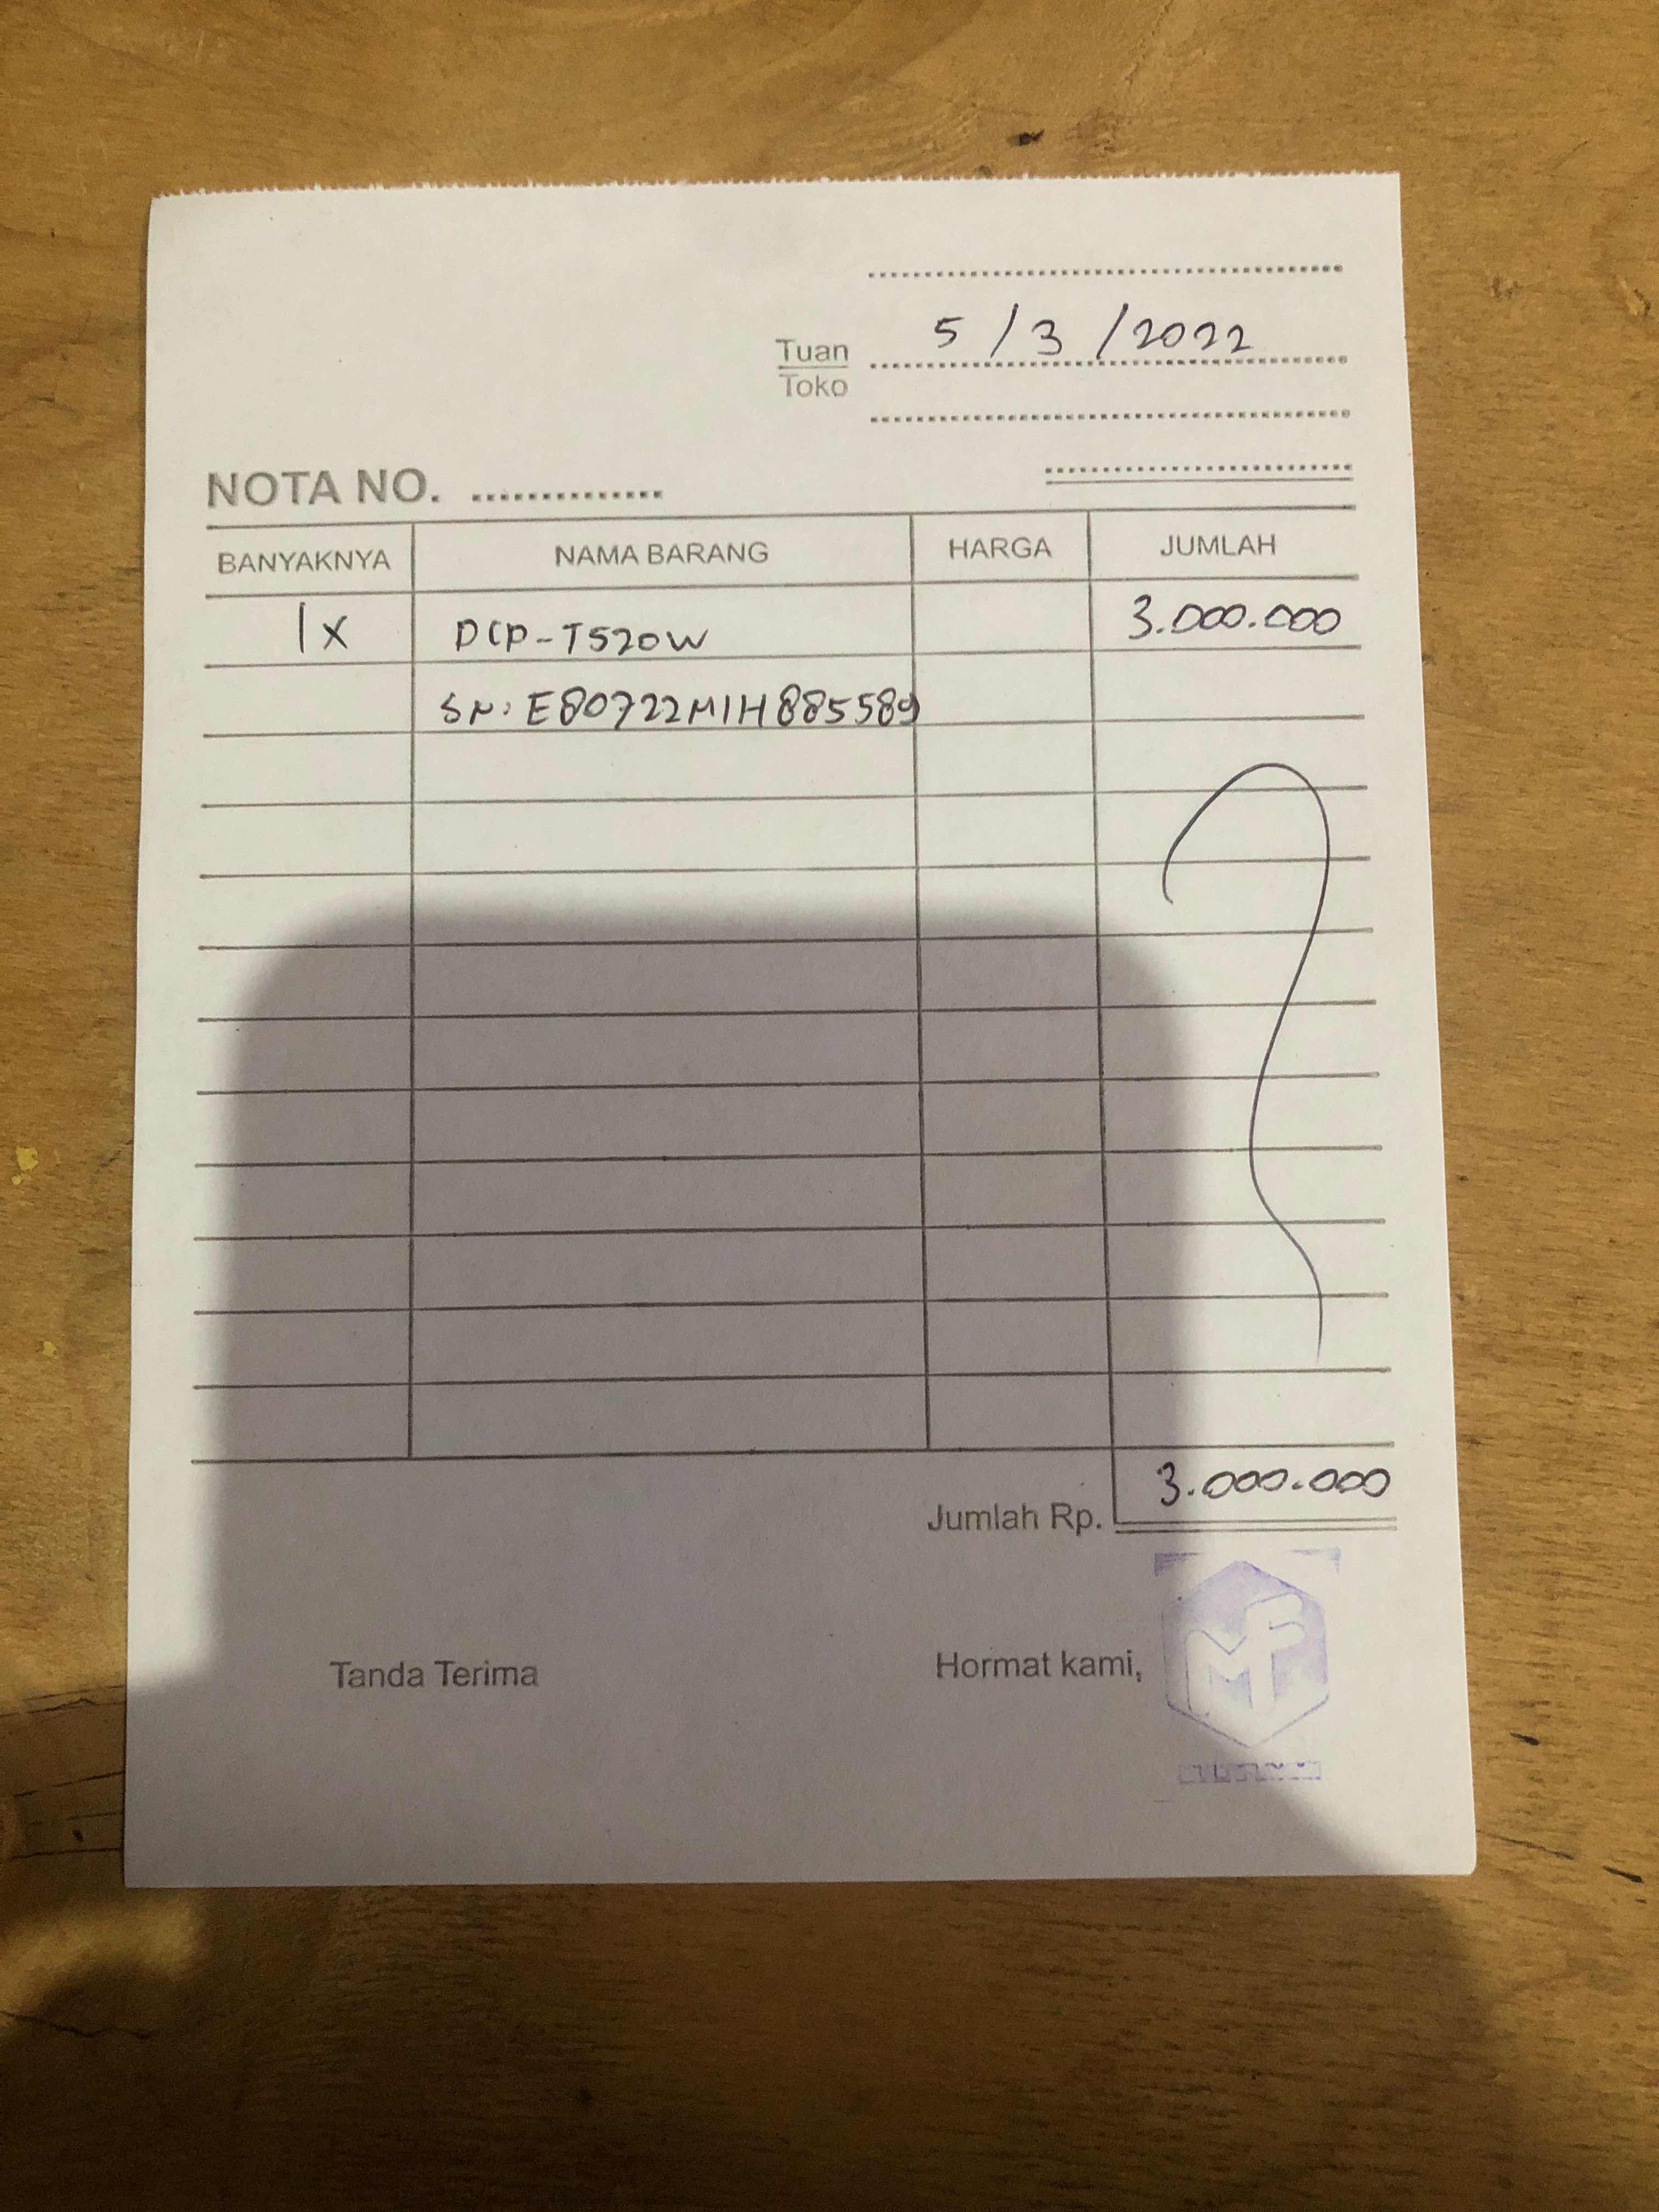 5/3/2022
Tuan
Toko
NOTA NO. ..............
BANYAKNYA NAMA BARANG HARGA JUMLAH
1x DCP-T520W 3.000.000
SN: E80722M1H885589
Jumlah Rp. 3.000.000
Tanda Terima Hormat kami,
MF